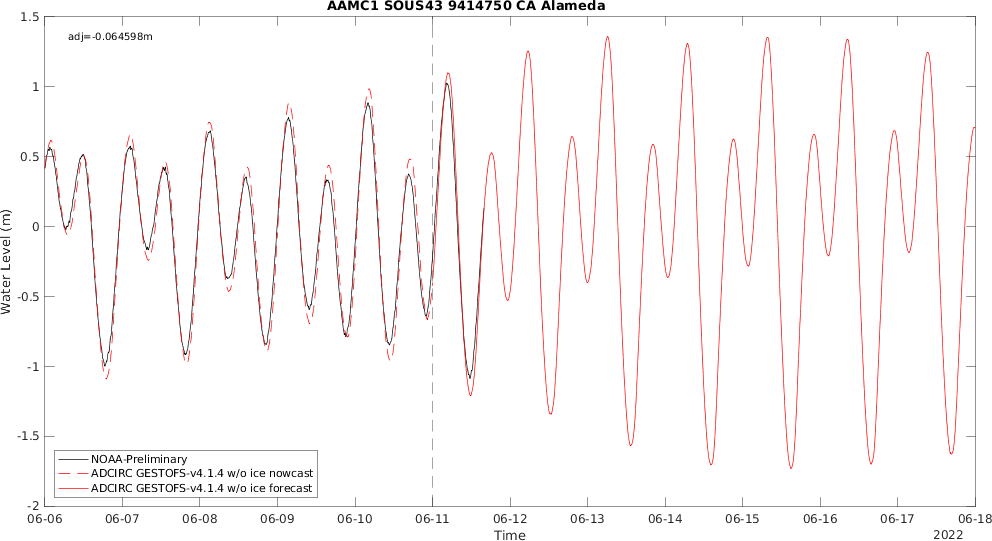 AAMC1 SOUS43 9414750 CA Alameda
adj=-0.064598m
1.5
1
0.5
0
-0.5
-1
-1.5
-2
Water Level (m)
NOAA-Preliminary
ADCIRC GESTOFS-v4.1.4 w/o ice nowcast
ADCIRC GESTOFS-v4.1.4 w/o ice forecast
06-06 06-07 06-08 06-09 06-10 06-11 06-12 06-13 06-14 06-15 06-16 06-17 06-18
Time
2022